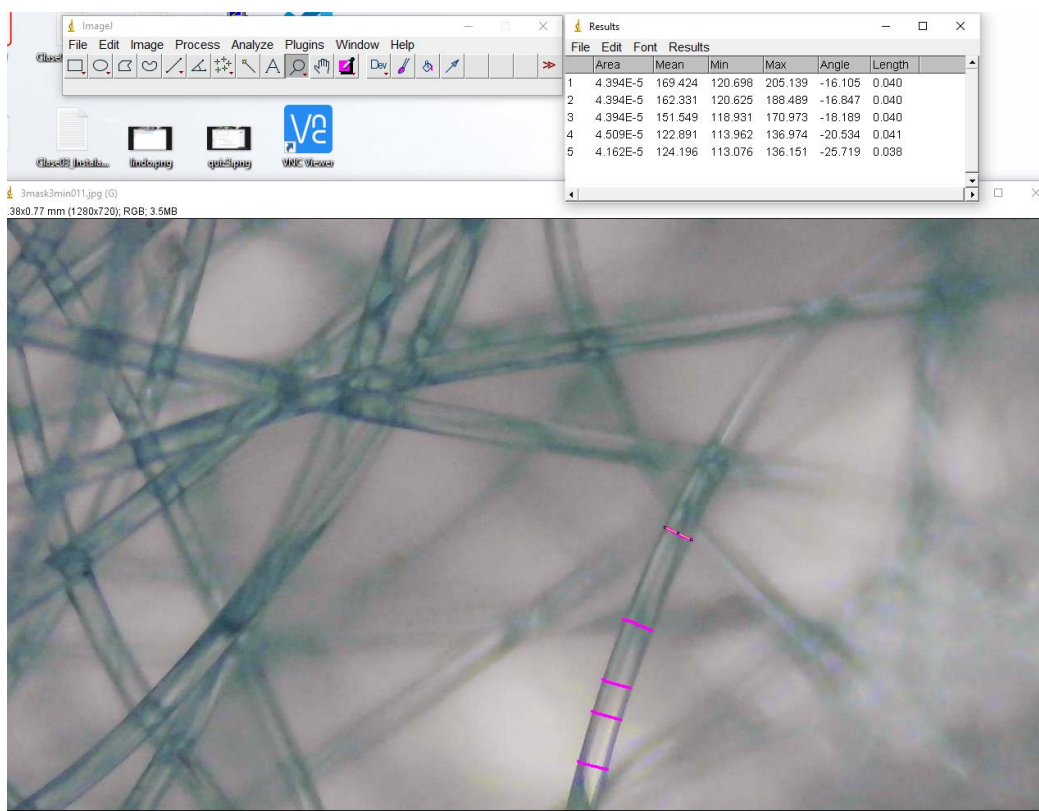 ImageJ
File Edit Image Process Analyze Plugins Window Help
Dev
Results
File Edit Font Results
Area Mean Min Max Angle Length
1 4.394E-5 169.424 120.698 205.139 -16.105 0.040
2 4.394E-5 162.331 120.625 188.489 -16.847 0.040
3 4.394E-5 151.549 118.931 170.973 -18.189 0.040
4 4.509E-5 122.891 113.962 136.974 -20.534 0.041
5 4.162E-5 124.196 113.076 136.151 -25.719 0.038
Clase03_Instala...
quiz3.png
VNC Viewer
3mask3min011.jpg (G)
.38x0.77 mm (1280x720); RGB; 3.5MB